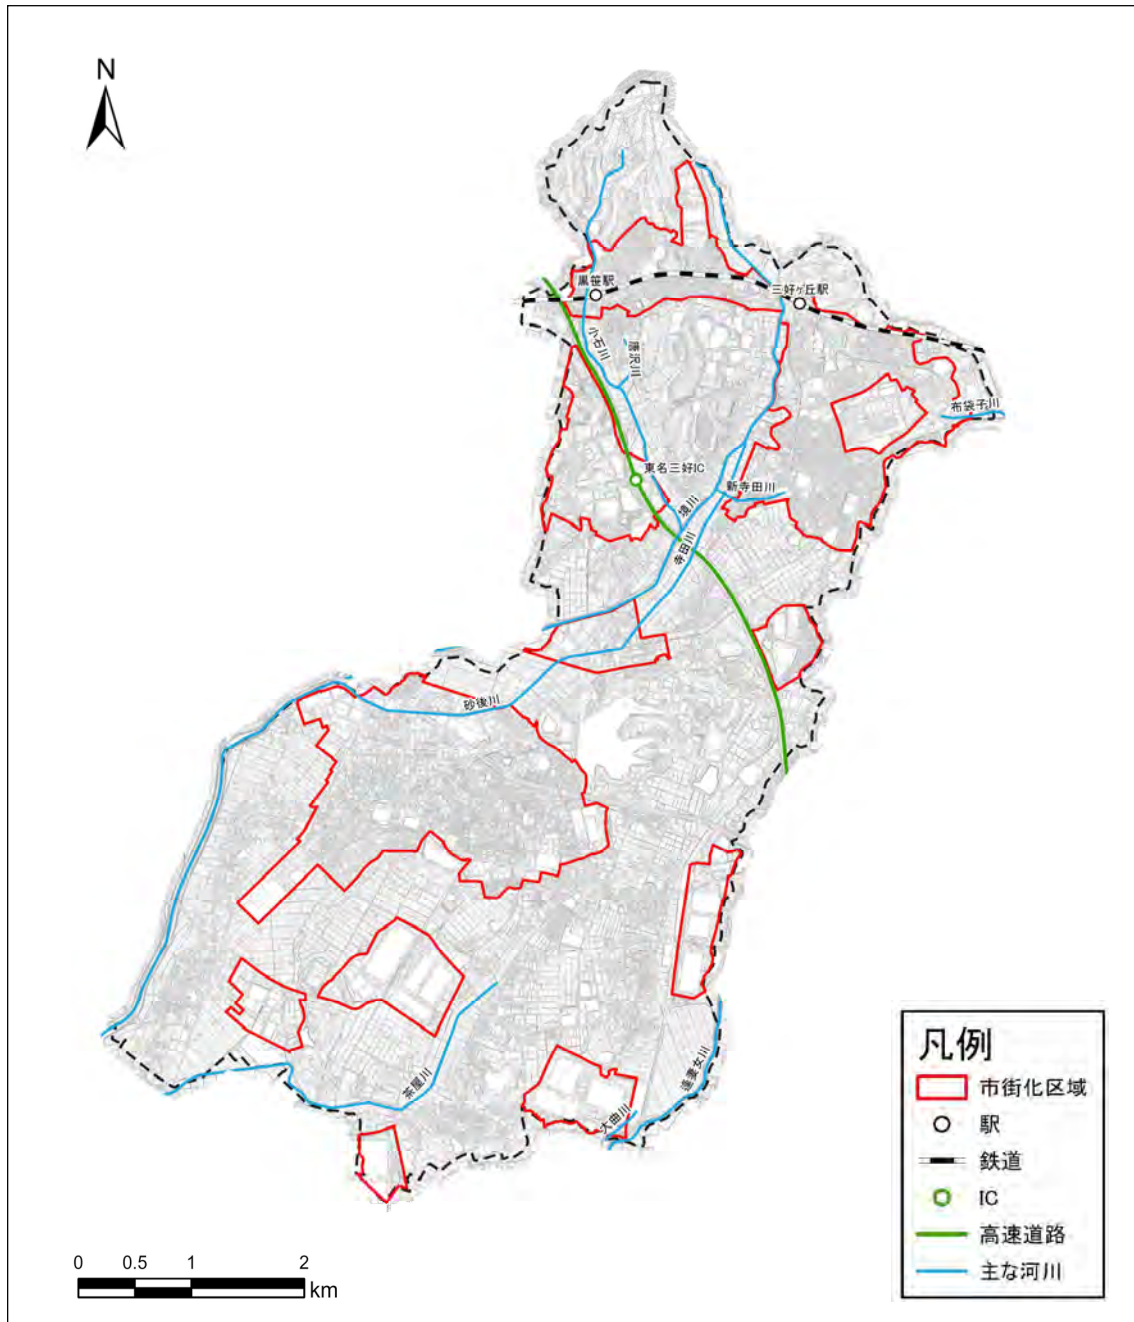 N
黒笹駅
三好ヶ丘駅
小石川
藤沢川
布袋子川
東名三好IC
新寺田川
境川
寺田川
砂後川
茶屋川
逢妻女川
大曲川
凡例
市街化区域
駅
鉄道
IC
高速道路
主な河川
0 0.5 1 2
km